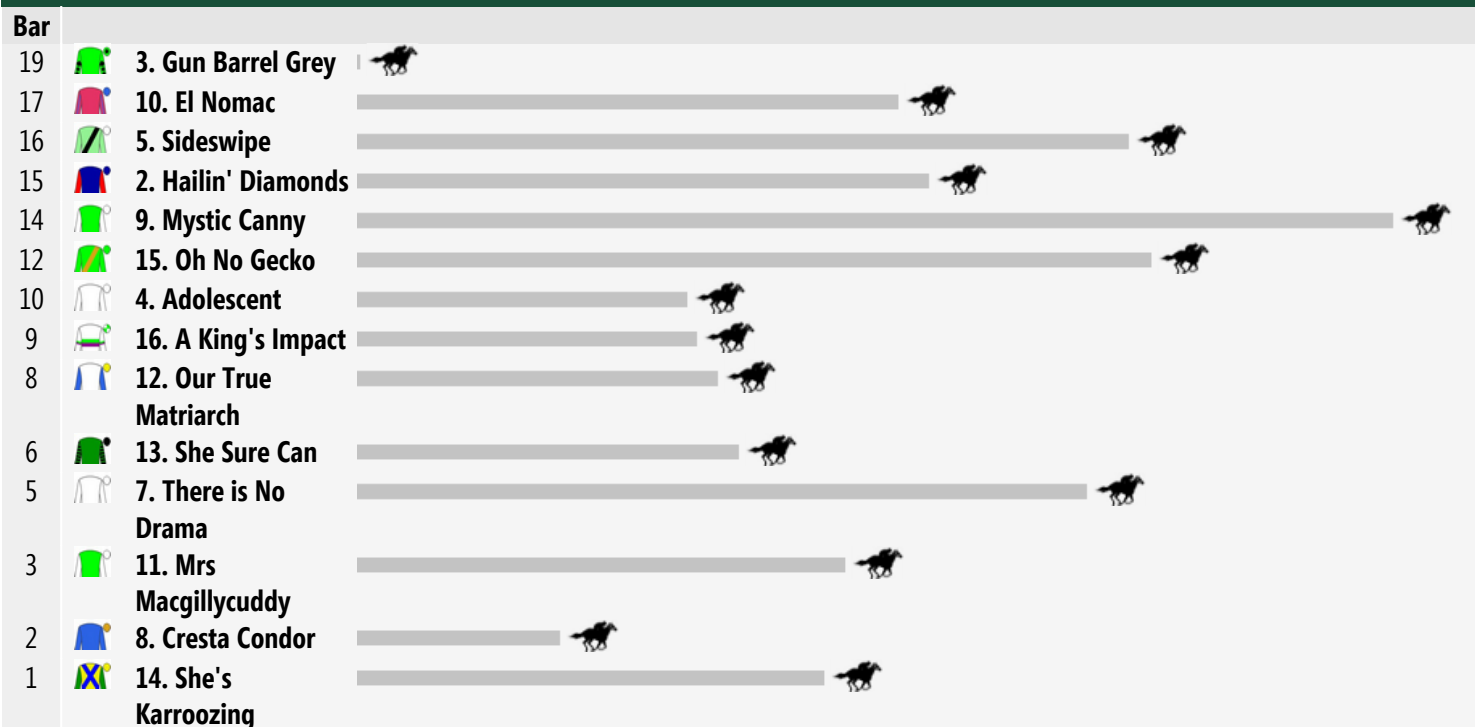 Bar
19 3. Gun Barrel Grey
17 10. El Nomac
16 5. Sideswipe
15 2. Hailin' Diamonds
14 9. Mystic Canny
12 15. Oh No Gecko
10 4. Adolescent
9 16. A King's Impact
8 12. Our True
Matriarch
6 13. She Sure Can
5 7. There is No
Drama
3 11. Mrs
Macgillycuddy
2 8. Cresta Condor
1 14. She's
Karroozing